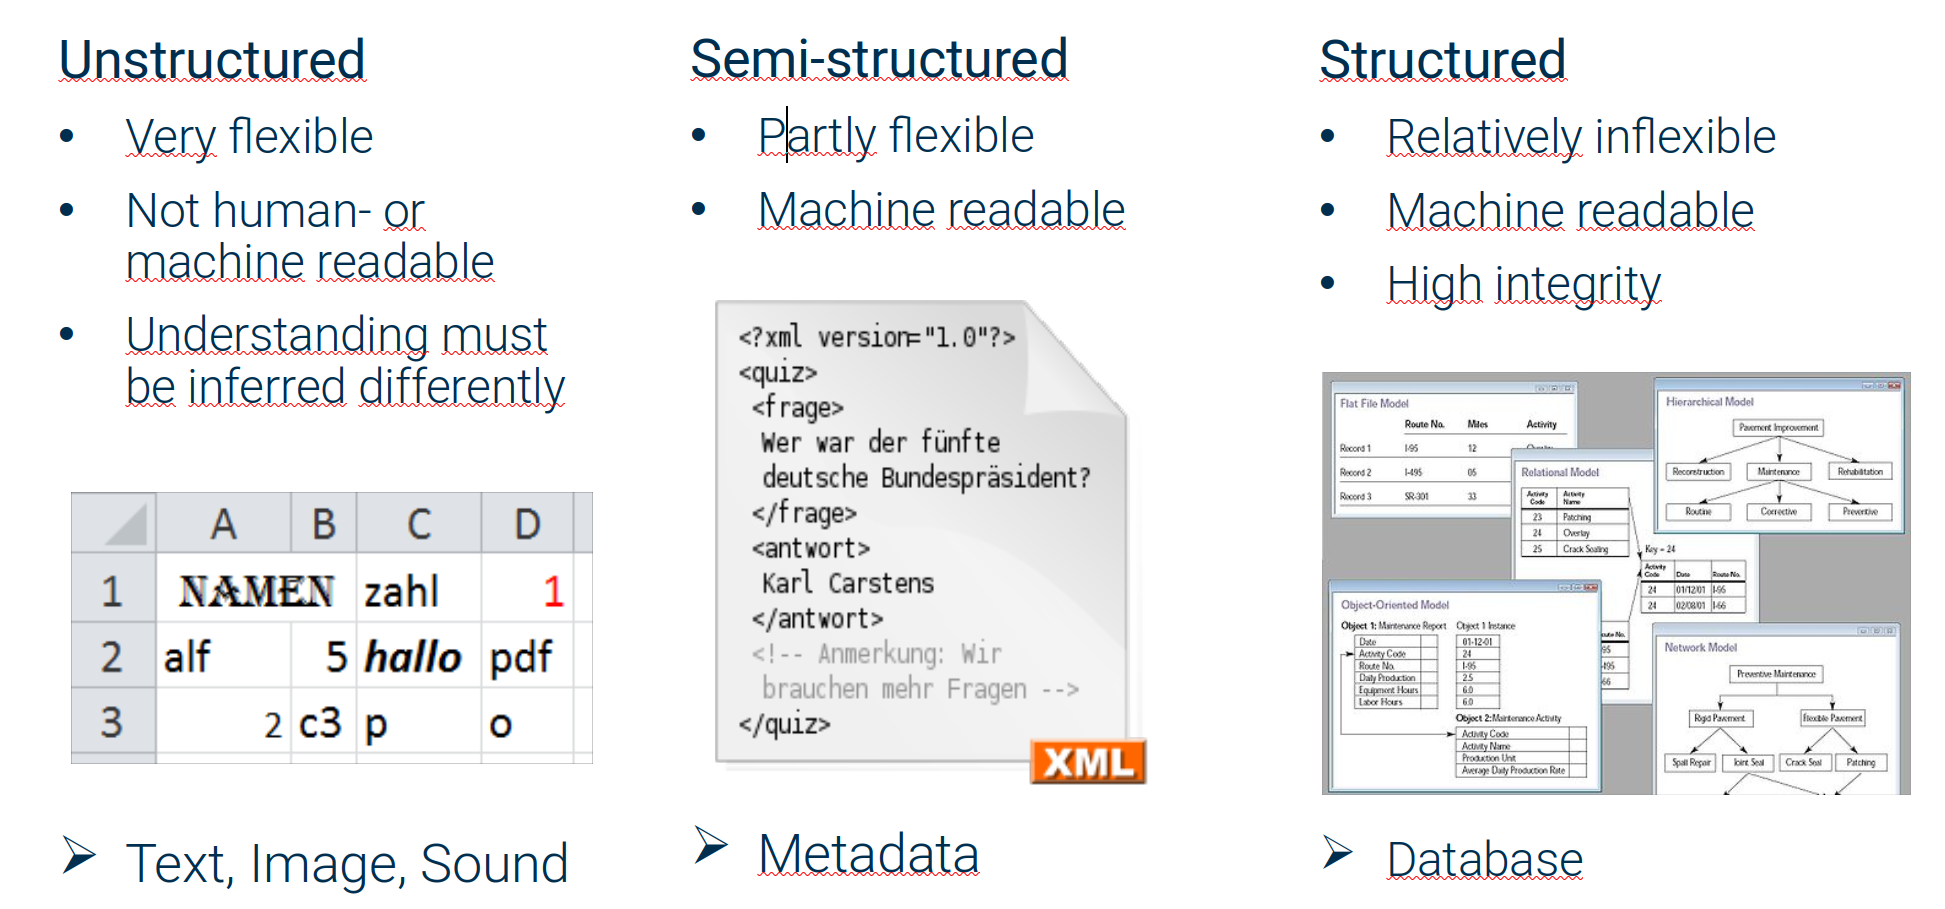 Unstructured
• Very flexible
• Not human- or
machine readable
• Understanding must
be inferred differently
A B C D
1 NAMEN zahl 1
2 alf 5 hallo pdf
3 2 c3 p o
➢ Text, Image, Sound
Semi-structured
• Partly flexible
• Machine readable
<?xml version="1.0"?>
<quiz>
<frage>
Wer war der fünfte
deutsche Bundespräsident?
</frage>
<antwort>
Karl Carstens
</antwort>
<!-- Anmerkung: Wir
brauchen mehr Fragen -->
</quiz>
XML
➢ Metadata
Structured
• Relatively inflexible
• Machine readable
• High integrity
Flat File Model
Route No. Miles Activity
Record 1 I-95 12
Record 2 I-495 05
Record 3 SR-301 33
Relational Model
Activity Code Activity Name
23 Patching
24 Overlay
25 Crack Sealing
Key = 24
Activity Code Date Route No.
24 01/12/01 I-95
24 02/08/01 I-66
Hierarchical Model
Pavement Improvement
Reconstruction Maintenance Rehabilitation
Routine Corrective Preventive
Object-Oriented Model
Object 1: Maintenance Report Object 1 Instance
Date 01-12-01
Activity Code 24
Route No. I-95
Daily Production 2.5
Equipment Hours 6.0
Labor Hours 6.0
Object 2: Maintenance Activity
Activity Code
Activity Name
Production Unit
Average Daily Production Rate
Network Model
Preventive Maintenance
Rigid Pavement Flexible Pavement
Spall Repair Joint Seal Crack Seal Patching
➢ Database